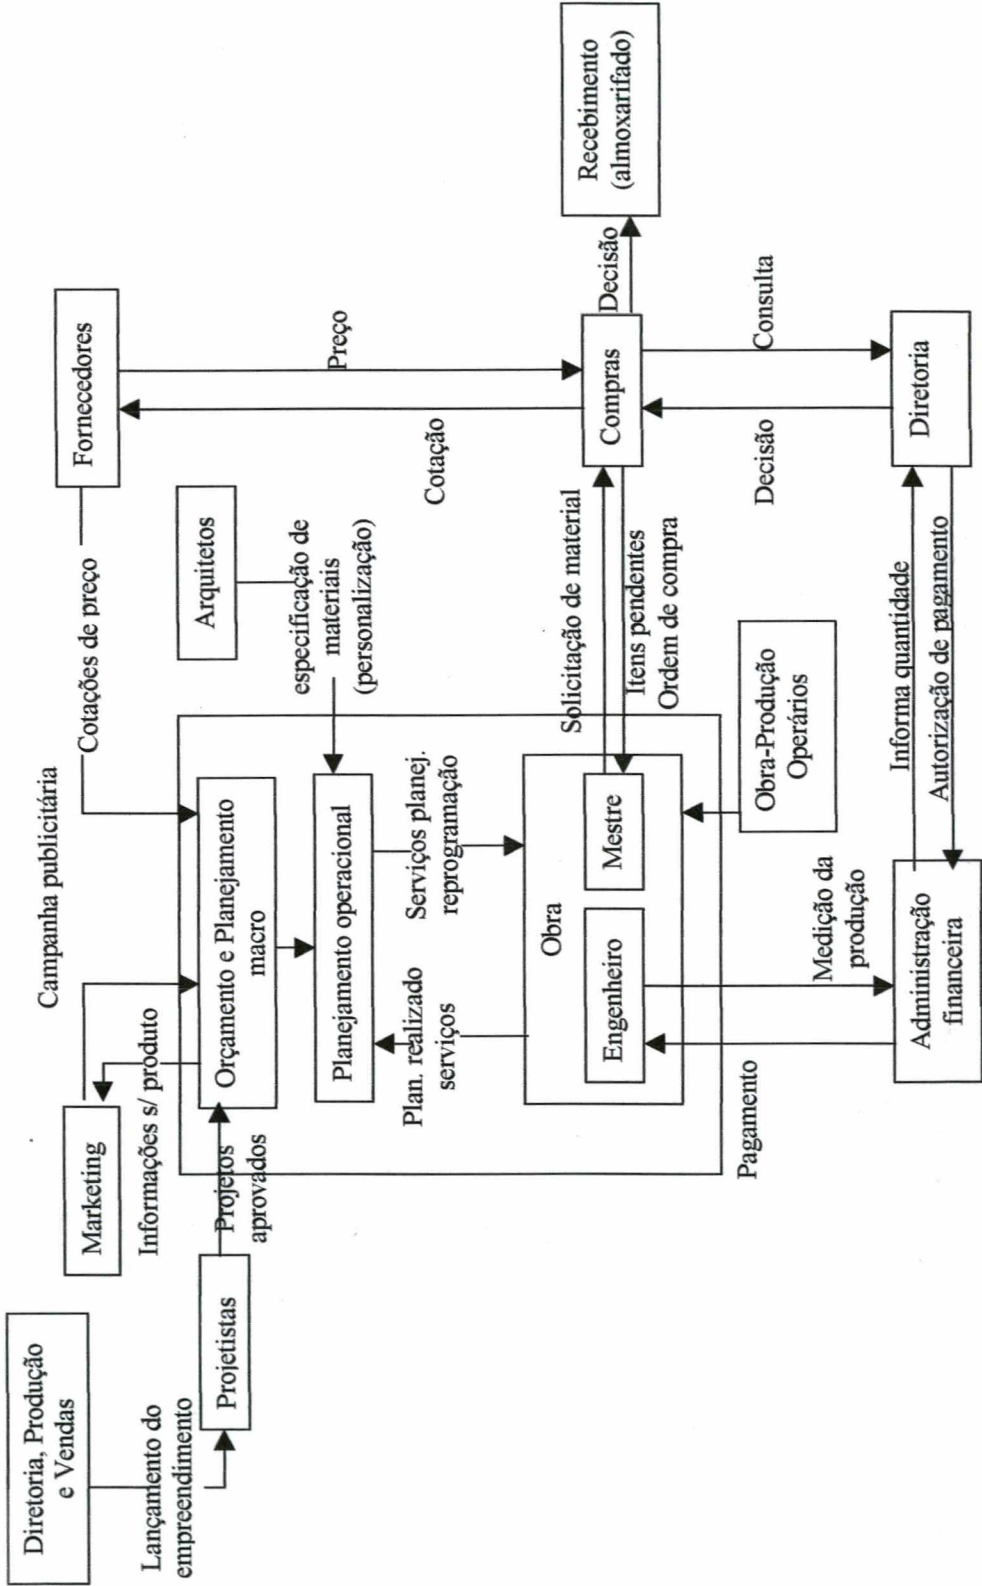 Diretoria, Produção
e Vendas
Lançamento do
empreendimento
Projetistas
Projetos
aprovados
Marketing
Informações s/ produto
Campanha publicitária
Cotações de preço
Fornecedores
Arquitetos
especificação de
materiais
(personalização)
Orçamento e Planejamento
macro
Planejamento operacional
Plan. realizado
serviços
Serviços planej.
reprogramação
Obra
Engenheiro
Mestre
Cotação
Preço
Solicitação de material
Itens pendentes
Ordem de compra
Compras
Decisão
Recebimento
(almoxarifado)
Obra-Produção
Operários
Pagamento
Medição da
produção
Decisão
Consulta
Administração
financeira
Informa quantidade
Autorização de pagamento
Diretoria